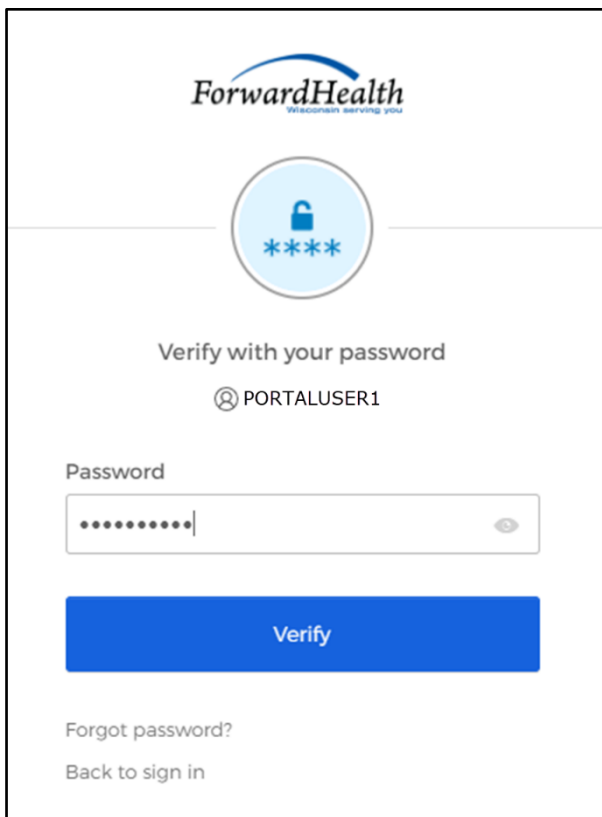 ForwardHealth
Wisconsin serving you
****
Verify with your password
PORTALUSER1
Password
••••••••••
Verify
Forgot password?
Back to sign in